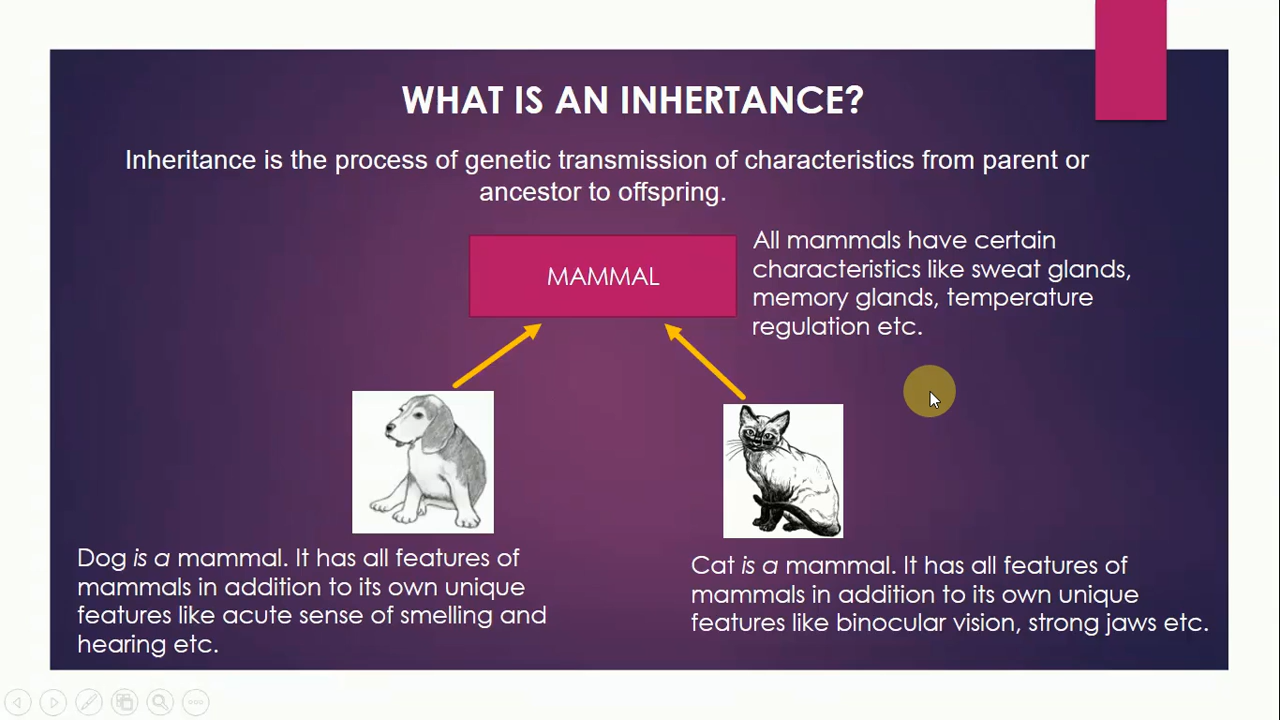 WHAT IS AN INHERTANCE?
Inheritance is the process of genetic transmission of characteristics from parent or
ancestor to offspring.
MAMMAL
All mammals have certain
characteristics like sweat glands,
memory glands, temperature
regulation etc.
Dog is a mammal. It has all features of
mammals in addition to its own unique
features like acute sense of smelling and
hearing etc.
Cat is a mammal. It has all features of
mammals in addition to its own unique
features like binocular vision, strong jaws etc.